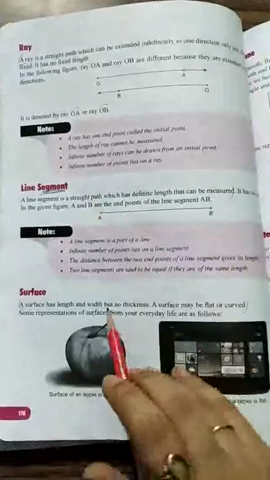 Ray
A ray is a straight path which can be extended indefinitely in one direction only
fixed. It has no fixed length.
In the following figure, ray OA and ray OB are different because they are extended
directions.
O A
B O
It is denoted by ray OA or ray OB
Note:
• A ray has one end point called the initial point.
• The length of ray cannot be measured.
• Infinite number of rays can be drawn from an initial point.
• Infinite number of points lies on a ray.
Line Segment
A line segment is a straight path which has definite length that can be measured. It has
In the given figure, A and B are the end points of the line segment AB.
A B
Note:
• A line segment is a part of a line.
• Infinite number of points lies on a line segment.
• The distance between the two end points of a line segment gives its length.
• Two line segments are said to be equal if they are of the same length.
Surface
A surface has length and width but no thickness. A surface may be flat or curved.
Some representations of surface from your everyday life are as follows:
Surface of an apple is
is flat.